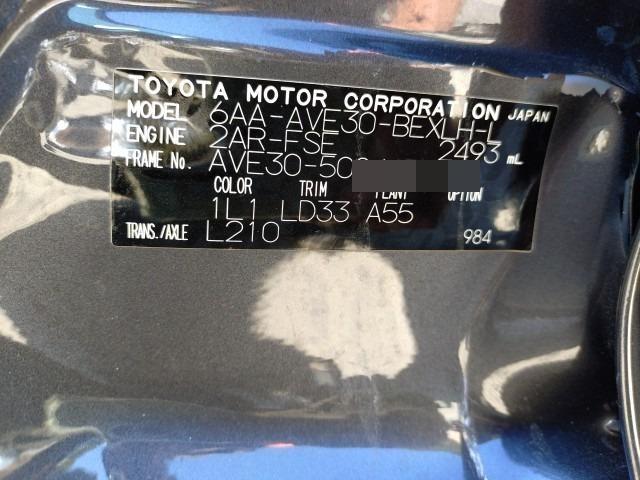 TOYOTA MOTOR CORPORATION JAPAN
MODEL 6AA-AVE30-BEXLH-L
ENGINE 2AR-FSE 2493 mL
FRAME No. AVE30-50
COLOR TRIM PLANT OPTION
1L1 LD33 A55
TRANS./AXLE L210 984